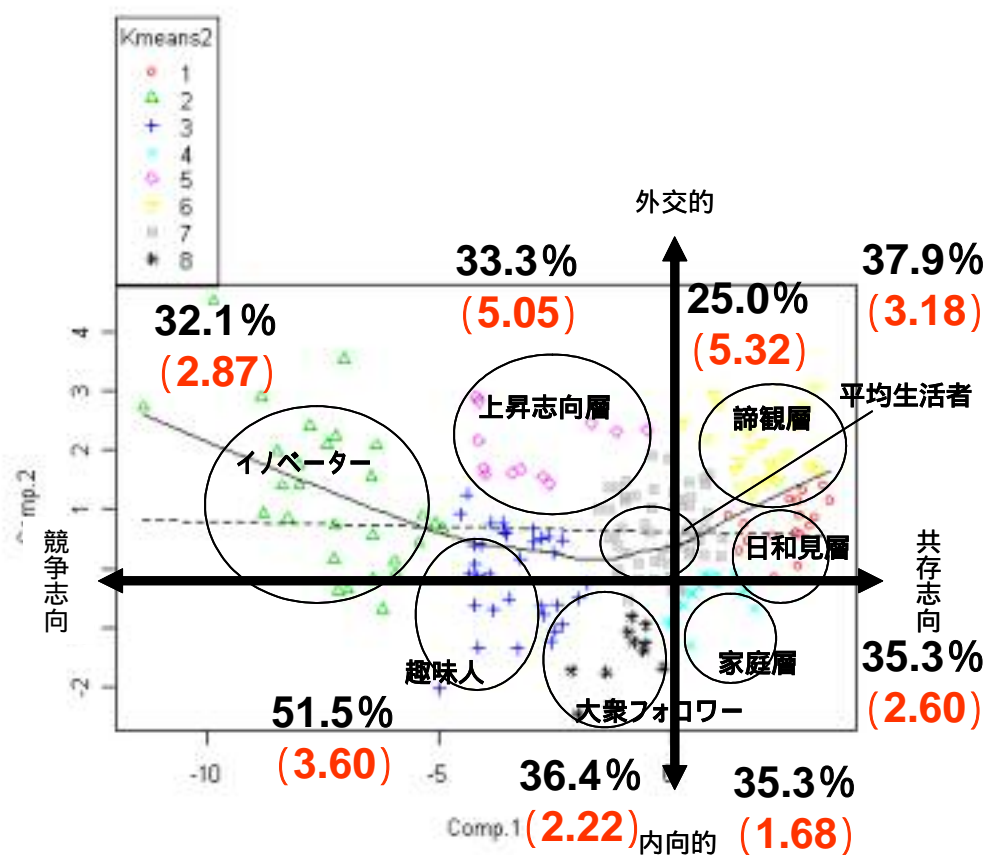 Kmeans2
1
2
3
4
5
6
7
8
外交的
33.3%
(5.05)
37.9%
(3.18)
25.0%
(5.32)
32.1%
(2.87)
平均生活者
上昇志向層
諦観層
イノベーター
日和見層
競争志向
共存志向
趣味人
家庭層
大衆フォロワー
35.3%
(2.60)
51.5%
(3.60)
36.4%
(2.22)
35.3%
(1.68)
内向的
4
3
2
1
-2
-10
-5
Comp.1